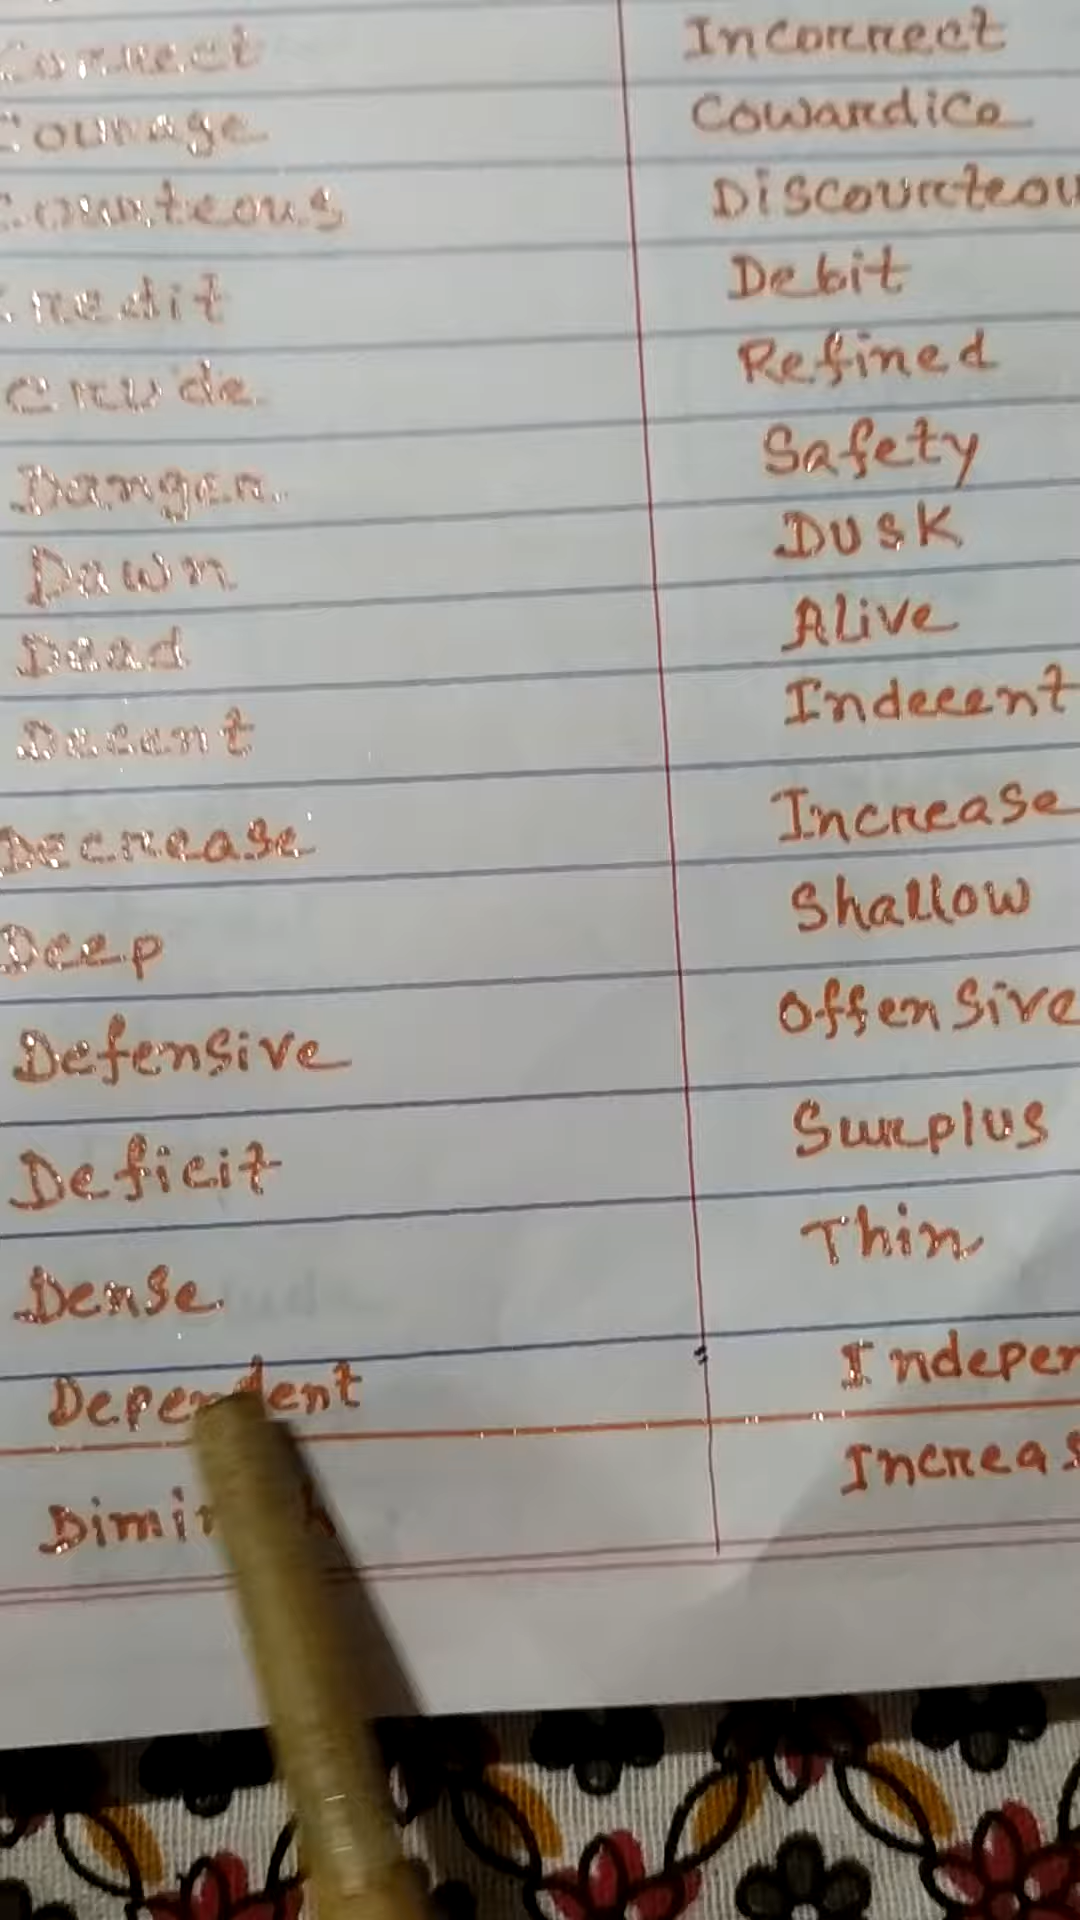 Correct Incorrect
Courage Cowardice
Courteous Discourteou
Credit Debit
Crude Refined
Danger Safety
Dawn Dusk
Dead Alive
Decent Indecent
Decrease Increase
Deep Shallow
Defensive Offensive
Deficit Surplus
Dense Thin
Dependent Indepen
Increas